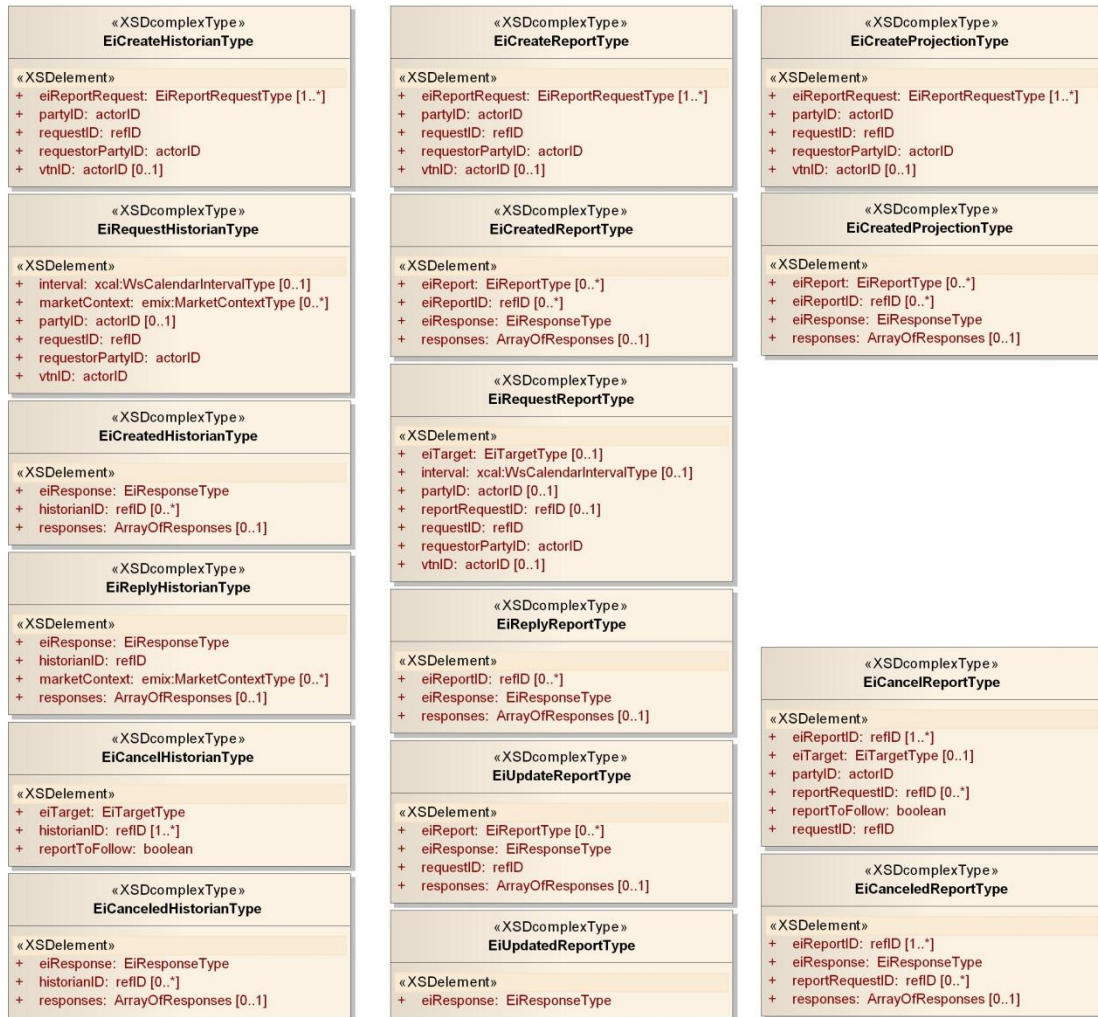 «XSDcomplexType»
EiCreateHistorianType
«XSDelement»
+ eiReportRequest: EiReportRequestType [1..*]
+ partyID: actorID
+ requestID: refID
+ requestorPartyID: actorID
+ vtnID: actorID [0..1]
«XSDcomplexType»
EiRequestHistorianType
«XSDelement»
+ interval: xcal:WsCalendarIntervalType [0..1]
+ marketContext: emix:MarketContextType [0..*]
+ partyID: actorID [0..1]
+ requestID: refID
+ requestorPartyID: actorID
+ vtnID: actorID
«XSDcomplexType»
EiCreatedHistorianType
«XSDelement»
+ eiResponse: EiResponseType
+ historianID: refID [0..*]
+ responses: ArrayOfResponses [0..1]
«XSDcomplexType»
EiReplyHistorianType
«XSDelement»
+ eiResponse: EiResponseType
+ historianID: refID
+ marketContext: emix:MarketContextType [0..*]
+ responses: ArrayOfResponses [0..1]
«XSDcomplexType»
EiCancelHistorianType
«XSDelement»
+ eiTarget: EiTargetType
+ historianID: refID [1..*]
+ reportToFollow: boolean
«XSDcomplexType»
EiCanceledHistorianType
«XSDelement»
+ eiResponse: EiResponseType
+ historianID: refID [0..*]
+ responses: ArrayOfResponses [0..1]
«XSDcomplexType»
EiCreateReportType
«XSDelement»
+ eiReportRequest: EiReportRequestType [1..*]
+ partyID: actorID
+ requestID: refID
+ requestorPartyID: actorID
+ vtnID: actorID [0..1]
«XSDcomplexType»
EiCreatedReportType
«XSDelement»
+ eiReport: EiReportType [0..*]
+ eiReportID: refID [0..*]
+ eiResponse: EiResponseType
+ responses: ArrayOfResponses [0..1]
«XSDcomplexType»
EiRequestReportType
«XSDelement»
+ eiTarget: EiTargetType [0..1]
+ interval: xcal:WsCalendarIntervalType [0..1]
+ partyID: actorID [0..1]
+ reportRequestID: refID [0..1]
+ requestID: refID
+ requestorPartyID: actorID
+ vtnID: actorID [0..1]
«XSDcomplexType»
EiReplyReportType
«XSDelement»
+ eiReportID: refID [0..*]
+ eiResponse: EiResponseType
+ responses: ArrayOfResponses [0..1]
«XSDcomplexType»
EiUpdateReportType
«XSDelement»
+ eiReport: EiReportType [0..*]
+ eiResponse: EiResponseType
+ requestID: refID
+ responses: ArrayOfResponses [0..1]
«XSDcomplexType»
EiUpdatedReportType
«XSDelement»
+ eiResponse: EiResponseType
«XSDcomplexType»
EiCreateProjectionType
«XSDelement»
+ eiReportRequest: EiReportRequestType [1..*]
+ partyID: actorID
+ requestID: refID
+ requestorPartyID: actorID
+ vtnID: actorID [0..1]
«XSDcomplexType»
EiCreatedProjectionType
«XSDelement»
+ eiReport: EiReportType [0..*]
+ eiReportID: refID [0..*]
+ eiResponse: EiResponseType
+ responses: ArrayOfResponses [0..1]
«XSDcomplexType»
EiCancelReportType
«XSDelement»
+ eiReportID: refID [1..*]
+ eiTarget: EiTargetType [0..1]
+ partyID: actorID
+ reportRequestID: refID [0..*]
+ reportToFollow: boolean
+ requestID: refID
«XSDcomplexType»
EiCanceledReportType
«XSDelement»
+ eiReportID: refID [1..*]
+ eiResponse: EiResponseType
+ reportRequestID: refID [0..*]
+ responses: ArrayOfResponses [0..1]